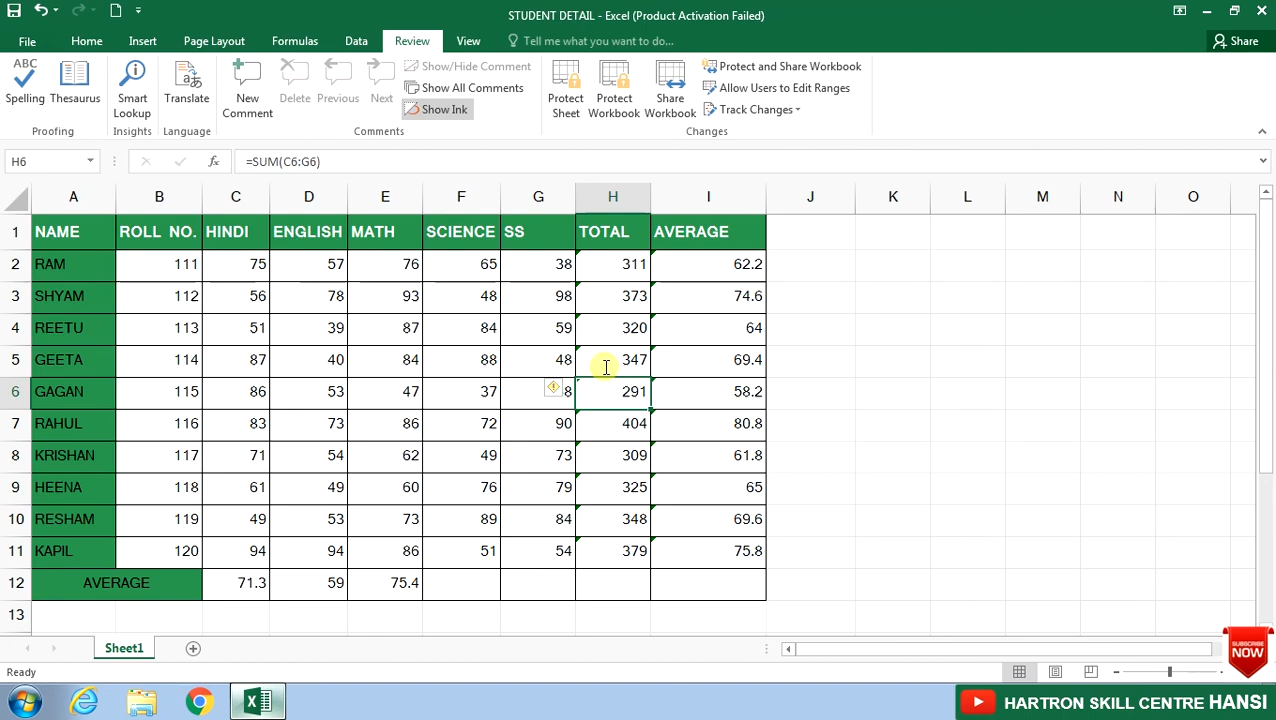 STUDENT DETAIL - Excel (Product Activation Failed)
File Home Insert Page Layout Formulas Data Review View Tell me what you want to do... Share
ABC Show/Hide Comment Protect and Share Workbook
Show All Comments Allow Users to Edit Ranges
Spelling Thesaurus Smart Lookup Translate New Comment Delete Previous Next Protect Sheet Protect Workbook Share Workbook
Show Ink Track Changes
Proofing Insights Language Comments Changes
H6 fx =SUM(C6:G6)
A B C D E F G H I J K L M N O
1 NAME ROLL NO. HINDI ENGLISH MATH SCIENCE SS TOTAL AVERAGE
2 RAM 111 75 57 76 65 38 311 62.2
3 SHYAM 112 56 78 93 48 98 373 74.6
4 REETU 113 51 39 87 84 59 320 64
5 GEETA 114 87 40 84 88 48 347 69.4
6 GAGAN 115 86 53 47 37 8 291 58.2
7 RAHUL 116 83 73 86 72 90 404 80.8
8 KRISHAN 117 71 54 62 49 73 309 61.8
9 HEENA 118 61 49 60 76 79 325 65
10 RESHAM 119 49 53 73 89 84 348 69.6
11 KAPIL 120 94 94 86 51 54 379 75.8
12 AVERAGE 71.3 59 75.4
13
Sheet1
SUBSCRIBE
NOW
Ready
HARTRON SKILL CENTRE HANSI